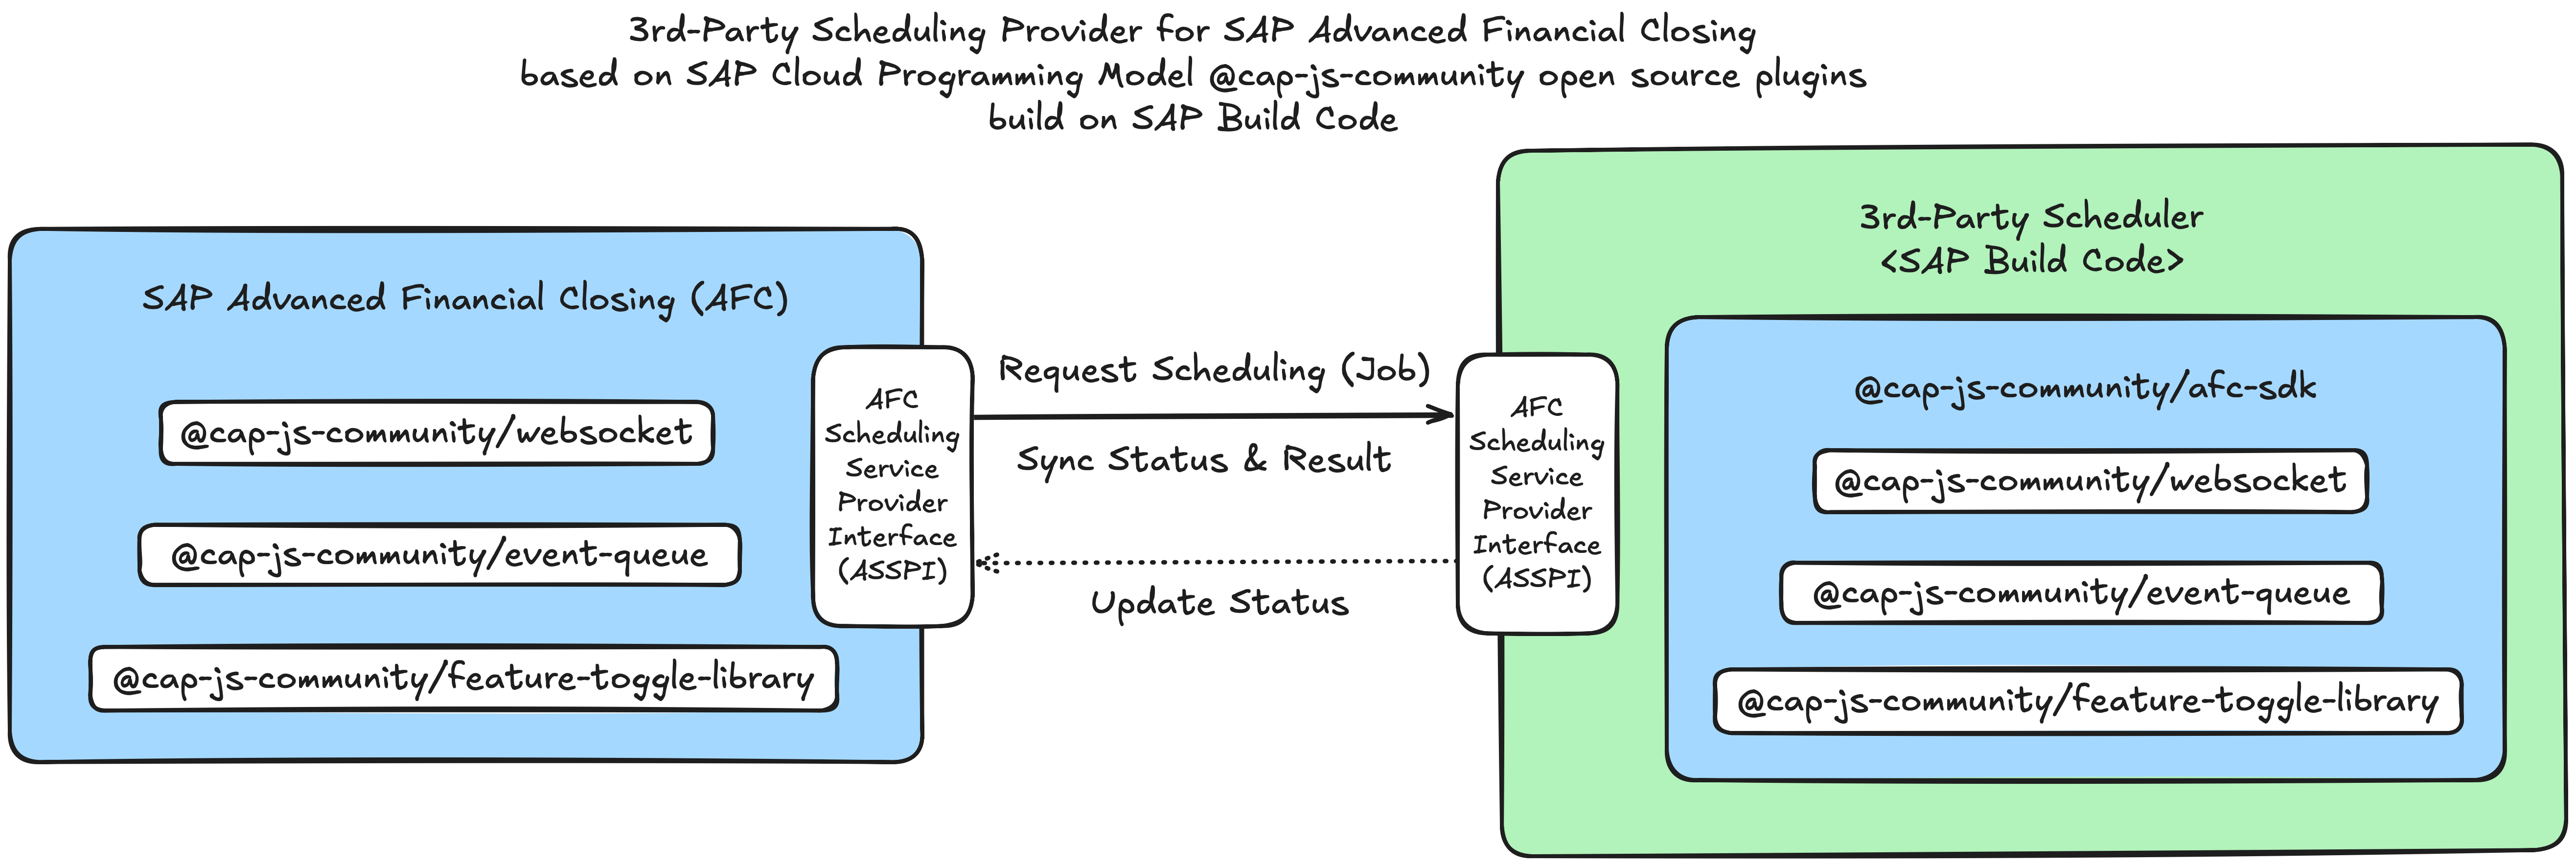 3rd-Party Scheduling Provider for SAP Advanced Financial Closing
based on SAP Cloud Programming Model @cap-js-community open source plugins
build on SAP Build Code
SAP Advanced Financial Closing (AFC)
@cap-js-community/websocket
@cap-js-community/event-queue
@cap-js-community/feature-toggle-library
AFC
Scheduling
Service
Provider
Interface
(ASSPI)
Request Scheduling (Job)
Sync Status & Result
Update Status
AFC
Scheduling
Service
Provider
Interface
(ASSPI)
3rd-Party Scheduler
<SAP Build Code>
@cap-js-community/afc-sdk
@cap-js-community/websocket
@cap-js-community/event-queue
@cap-js-community/feature-toggle-library